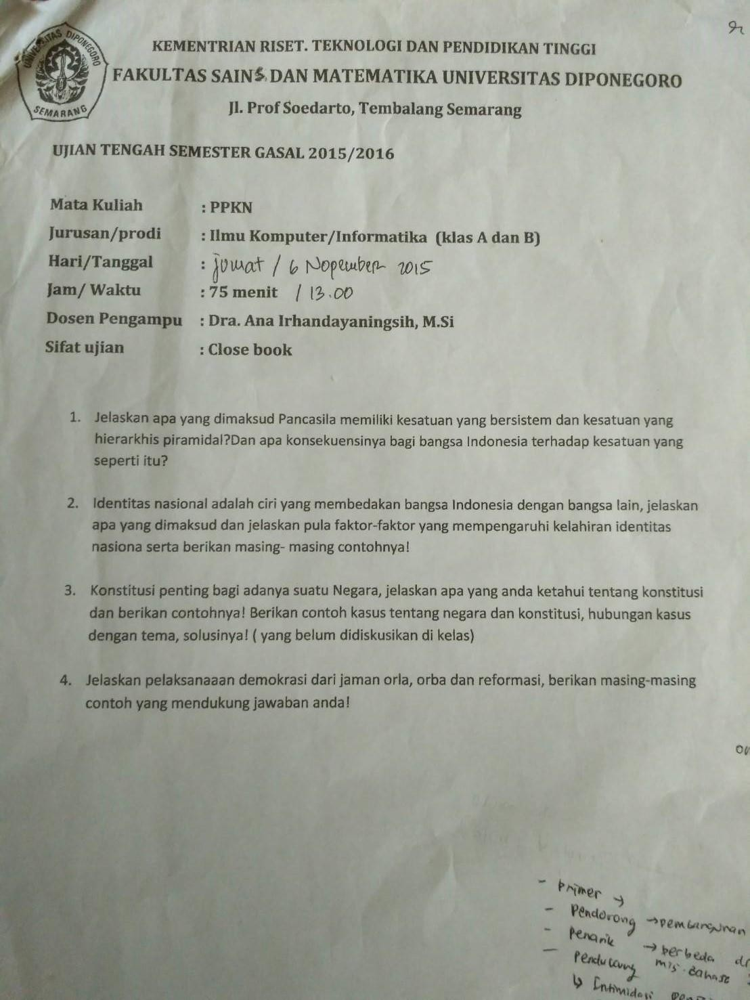 UNIVERSITAS DIPONEGORO
SEMARANG
KEMENTRIAN RISET. TEKNOLOGI DAN PENDIDIKAN TINGGI
FAKULTAS SAINS DAN MATEMATIKA UNIVERSITAS DIPONEGORO
Jl. Prof Soedarto, Tembalang Semarang
UJIAN TENGAH SEMESTER GASAL 2015/2016
Mata Kuliah : PPKN
Jurusan/prodi : Ilmu Komputer/Informatika (klas A dan B)
Hari/Tanggal : jumat / 6 Nopember 2015
Jam/ Waktu : 75 menit / 13.00
Dosen Pengampu : Dra. Ana Irhandayaningsih, M.Si
Sifat ujian : Close book
1. Jelaskan apa yang dimaksud Pancasila memiliki kesatuan yang bersistem dan kesatuan yang
hierarkhis piramidal?Dan apa konsekuensinya bagi bangsa Indonesia terhadap kesatuan yang
seperti itu?
2. Identitas nasional adalah ciri yang membedakan bangsa Indonesia dengan bangsa lain, jelaskan
apa yang dimaksud dan jelaskan pula faktor-faktor yang mempengaruhi kelahiran identitas
nasiona serta berikan masing- masing contohnya!
3. Konstitusi penting bagi adanya suatu Negara, jelaskan apa yang anda ketahui tentang konstitusi
dan berikan contohnya! Berikan contoh kasus tentang negara dan konstitusi, hubungan kasus
dengan tema, solusinya! ( yang belum didiskusikan di kelas)
4. Jelaskan pelaksanaaan demokrasi dari jaman orla, orba dan reformasi, berikan masing-masing
contoh yang mendukung jawaban anda!
- Primer →
- Pendorong → pembangunan
- Penarik → berbeda
mis. Bahasa
- Pendukung
↳ Intimidasi